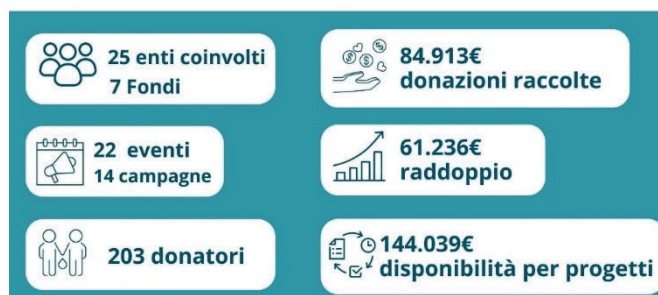 25 enti coinvolti
7 Fondi
84.913€
donazioni raccolte
22 eventi
14 campagne
61.236€
raddoppio
203 donatori
144.039€
disponibilità per progetti